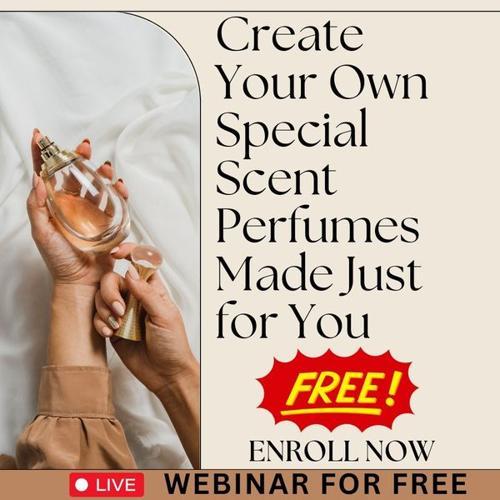 Create
Your Own
Special
Scent
Perfumes
Made Just
for You
FREE!
ENROLL NOW
LIVE WEBINAR FOR FREE